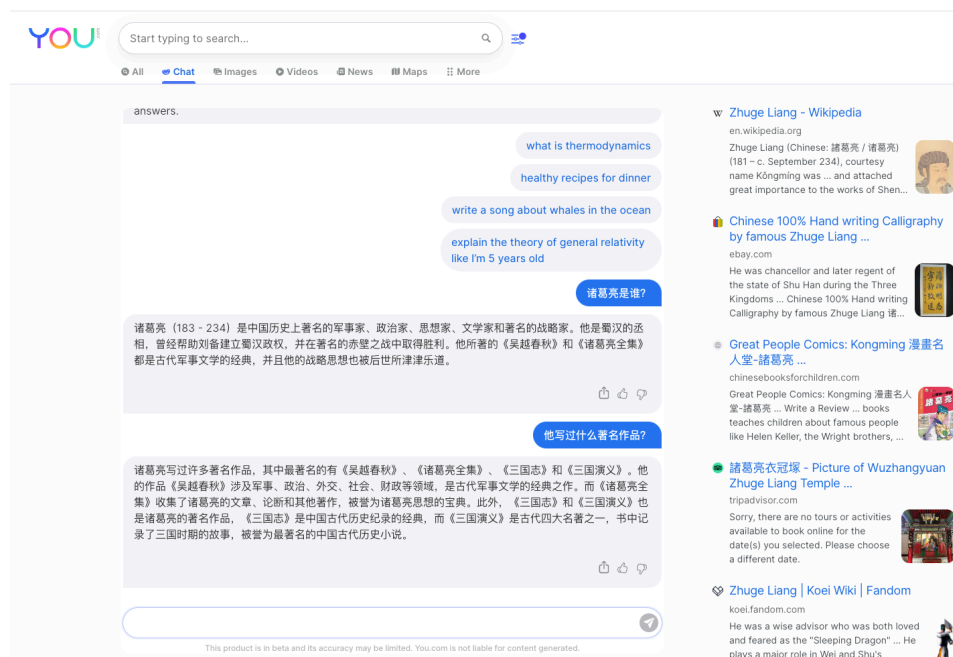 YOU
Start typing to search...
All Chat Images Videos News Maps More
answers.
what is thermodynamics
healthy recipes for dinner
write a song about whales in the ocean
explain the theory of general relativity
like I'm 5 years old
诸葛亮是谁?
诸葛亮（183 - 234）是中国历史上著名的军事家、政治家、思想家、文学家和著名的战略家。他是蜀汉的丞
相，曾经帮助刘备建立蜀汉政权，并在著名的赤壁之战中取得胜利。他所著的《吴越春秋》和《诸葛亮全集》
都是古代军事文学的经典，并且他的战略思想也被后世所津津乐道。
他写过什么著名作品?
诸葛亮写过许多著名作品，其中最著名的有《吴越春秋》、《诸葛亮全集》、《三国志》和《三国演义》。他
的作品《吴越春秋》涉及军事、政治、外交、社会、财政等领域，是古代军事文学的经典之作。而《诸葛亮全
集》收集了诸葛亮的文章、论断和其他著作，被誉为诸葛亮思想的宝典。此外，《三国志》和《三国演义》也
是诸葛亮的著名作品，《三国志》是中国古代历史纪录的经典，而《三国演义》是古代四大名著之一，书中记
录了三国时期的故事，被誉为最著名的中国古代历史小说。
This product is in beta and its accuracy may be limited. You.com is not liable for content generated.
Zhuge Liang - Wikipedia
en.wikipedia.org
Zhuge Liang (Chinese: 諸葛亮 / 诸葛亮)
(181 – c. September 234), courtesy
name Kǒngmíng was ... and attached
great importance to the works of Shen...
Chinese 100% Hand writing Calligraphy
by famous Zhuge Liang ...
ebay.com
He was chancellor and later regent of
the state of Shu Han during the Three
Kingdoms ... Chinese 100% Hand writing
Calligraphy by famous Zhuge Liang 诸...
Great People Comics: Kongming 漫畫名
人堂-諸葛亮 ...
chinesebooksforchildren.com
Great People Comics: Kongming 漫畫名人
堂-諸葛亮 ... Write a Review ... books
teaches children about famous people
like Helen Keller, the Wright brothers, ...
諸葛亮
諸葛亮衣冠塚 - Picture of Wuzhangyuan
Zhuge Liang Temple ...
tripadvisor.com
Sorry, there are no tours or activities
available to book online for the
date(s) you selected. Please choose
a different date.
Zhuge Liang | Koei Wiki | Fandom
koei.fandom.com
He was a wise advisor who was both loved
and feared as the "Sleeping Dragon" ... He
plays a major role in Wei and Shu's